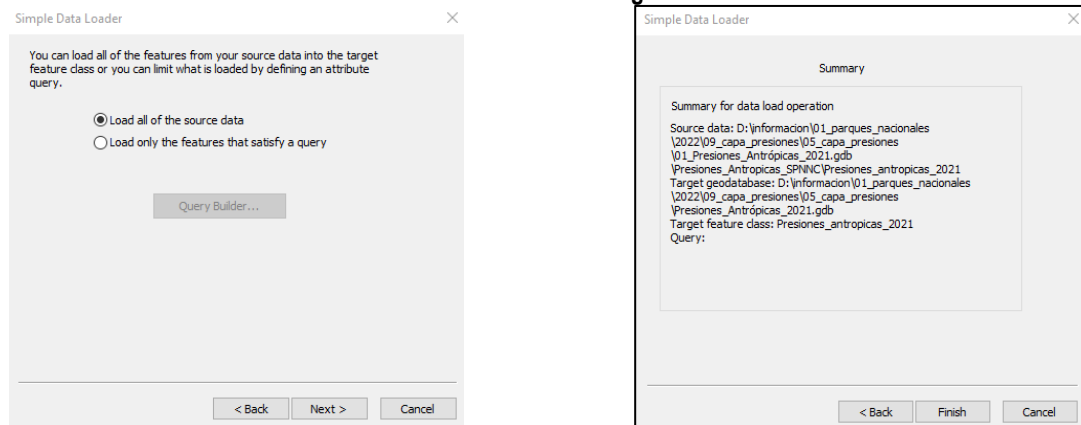 Simple Data Loader
You can load all of the features from your source data into the target
feature class or you can limit what is loaded by defining an attribute
query.
Load all of the source data
Load only the features that satisfy a query
Query Builder...
< Back
Next >
Cancel
Simple Data Loader
Summary
Summary for data load operation
Source data: D:\informacion\01_parques_nacionales
\2022\09_capa_presiones\05_capa_presiones
\01_Presiones_Antrópicas_2021.gdb
\Presiones_Antropicas_SPNNC\Presiones_antropicas_2021
Target geodatabase: D:\informacion\01_parques_nacionales
\2022\09_capa_presiones\05_capa_presiones
\Presiones_Antrópicas_2021.gdb
Target feature class: Presiones_antropicas_2021
Query:
< Back
Finish
Cancel